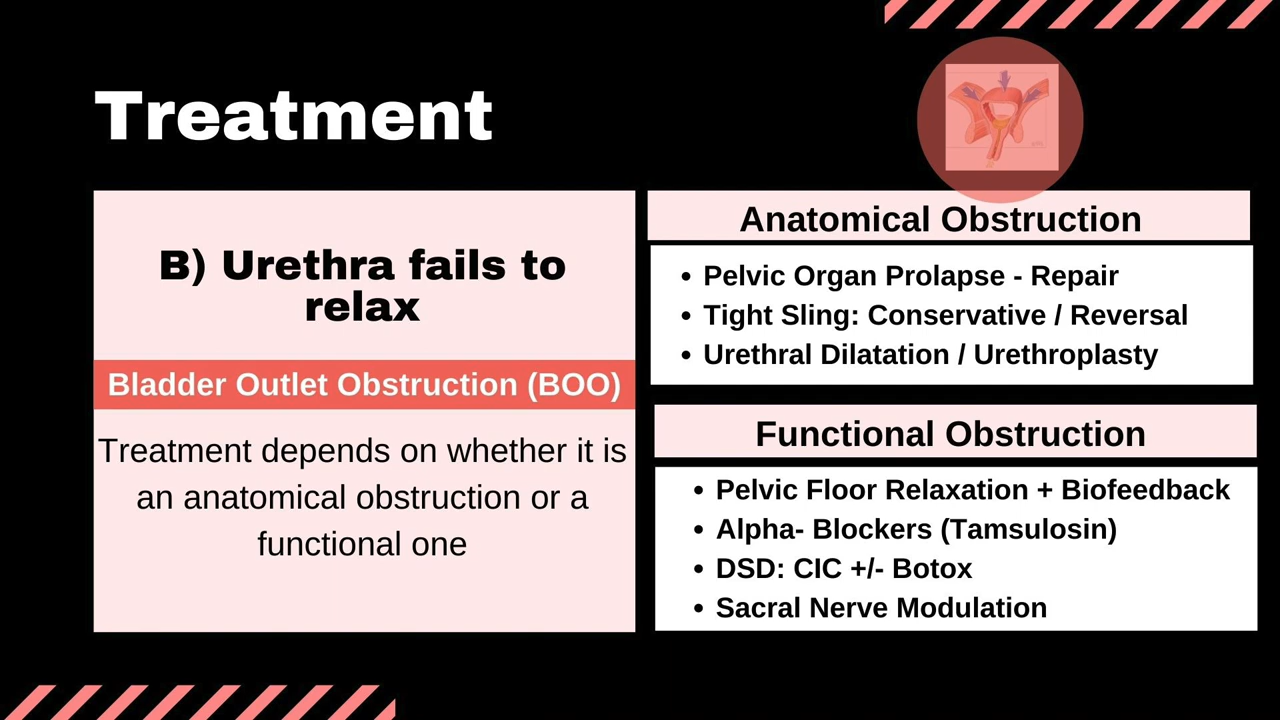 Treatment
B) Urethra fails to
relax
Bladder Outlet Obstruction (BOO)
Treatment depends on whether it is
an anatomical obstruction or a
functional one
Anatomical Obstruction
• Pelvic Organ Prolapse - Repair
• Tight Sling: Conservative / Reversal
• Urethral Dilatation / Urethroplasty
Functional Obstruction
• Pelvic Floor Relaxation + Biofeedback
• Alpha- Blockers (Tamsulosin)
• DSD: CIC +/- Botox
• Sacral Nerve Modulation